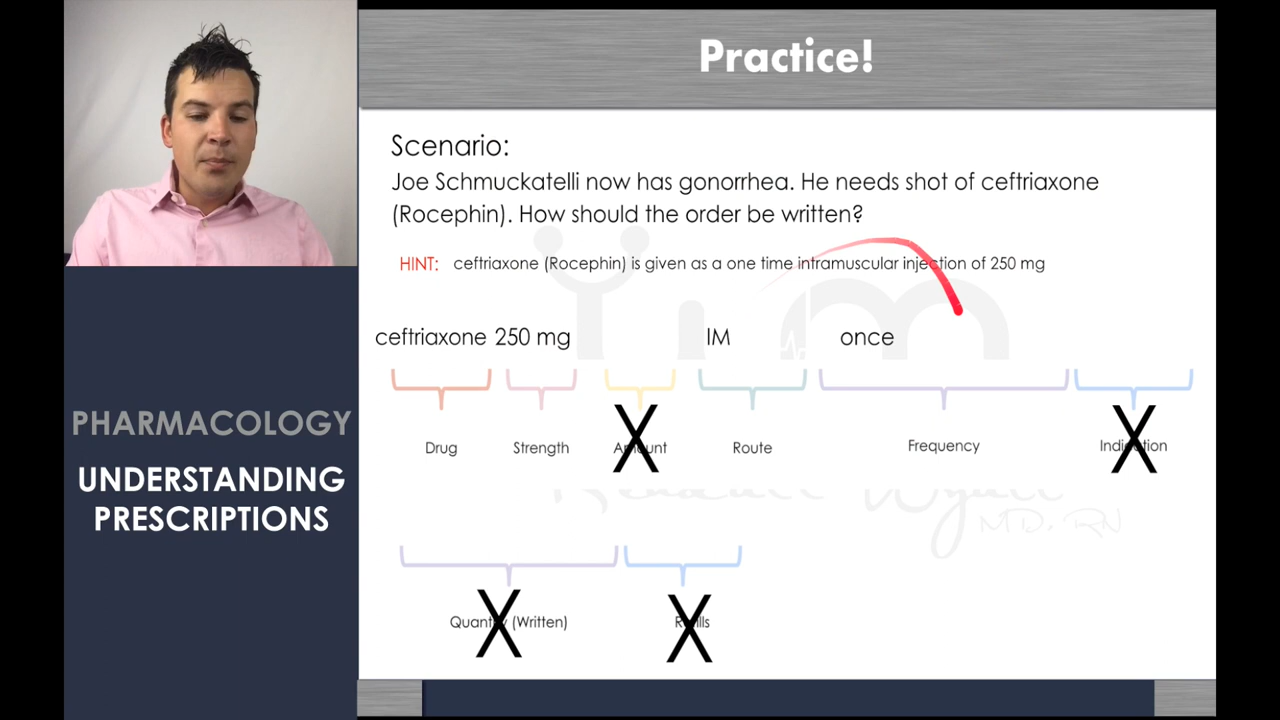 Practice!
Scenario:
Joe Schmuckatelli now has gonorrhea. He needs shot of ceftriaxone
(Rocephin). How should the order be written?
HINT: ceftriaxone (Rocephin) is given as a one time intramuscular injection of 250 mg
ceftriaxone 250 mg IM once
Drug Strength Amount Route Frequency Indication
MD, RN
Quantity (Written) Refills
PHARMACOLOGY
UNDERSTANDING
PRESCRIPTIONS